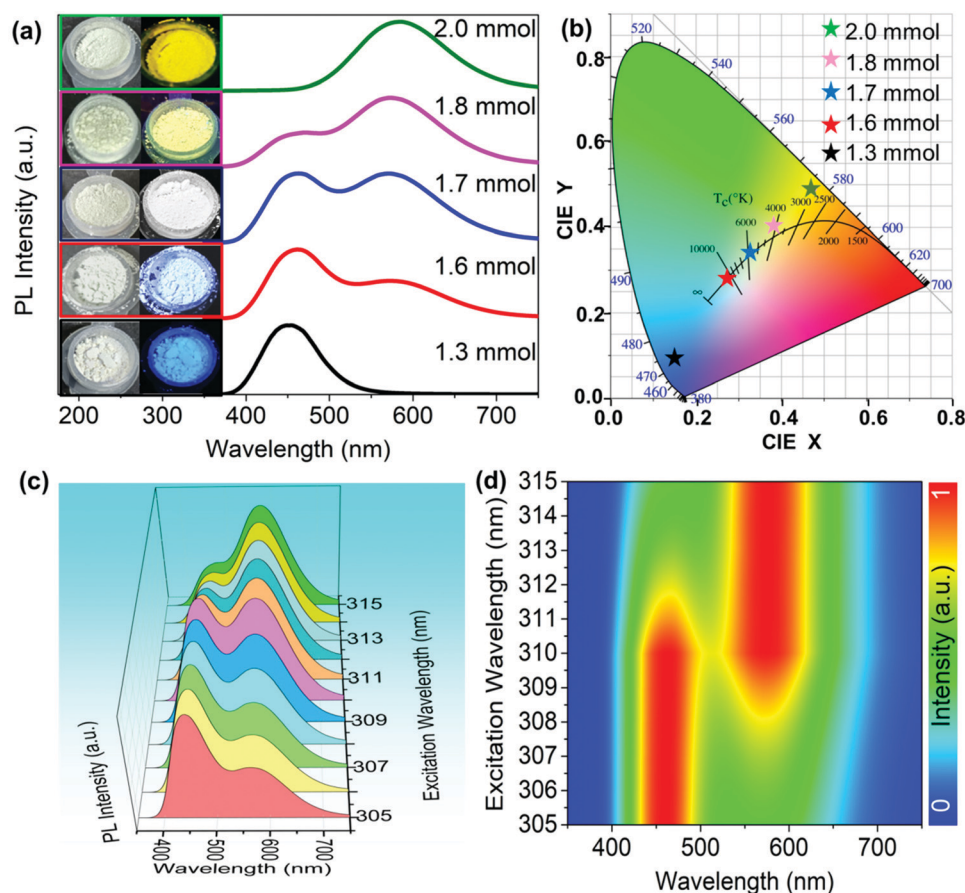 (a)
2.0 mmol
1.8 mmol
1.7 mmol
1.6 mmol
1.3 mmol
PL Intensity (a.u.)
200 300 400 500 600 700
Wavelength (nm)
(b)
2.0 mmol
1.8 mmol
1.7 mmol
1.6 mmol
1.3 mmol
0.8
0.6
0.4
0.2
0.0
CIE Y
0.0 0.2 0.4 0.6 0.8
CIE X
520
540
560
580
600
620
700
490
480
470
460
380
Tc(°K)
∞
10000
6000
4000
3000
2500
2000
1500
(c)
PL Intensity (a.u.)
400 500 600 700
Wavelength (nm)
315
313
311
309
307
305
Excitation Wavelength (nm)
(d)
Excitation Wavelength (nm)
315
314
313
312
311
310
309
308
307
306
305
400 500 600 700
Wavelength (nm)
0 Intensity (a.u.) 1